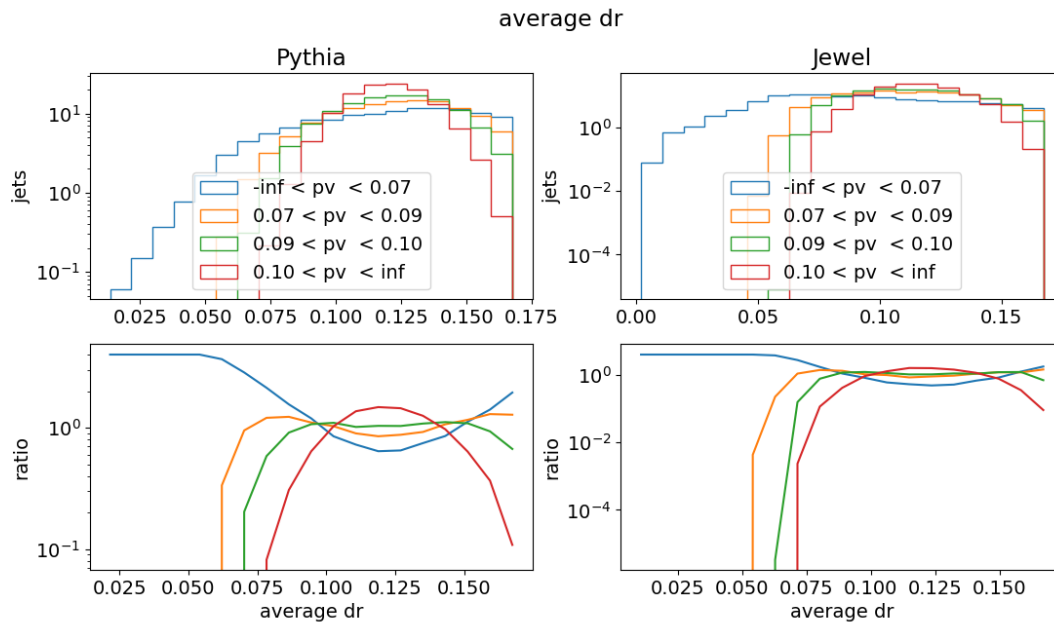 average dr
Pythia
jets
10^1
10^0
10^-1
-inf < pv < 0.07
0.07 < pv < 0.09
0.09 < pv < 0.10
0.10 < pv < inf
0.025 0.050 0.075 0.100 0.125 0.150 0.175
Jewel
jets
10^0
10^-2
10^-4
-inf < pv < 0.07
0.07 < pv < 0.09
0.09 < pv < 0.10
0.10 < pv < inf
0.00 0.05 0.10 0.15
ratio
10^0
10^-1
0.025 0.050 0.075 0.100 0.125 0.150
average dr
ratio
10^0
10^-2
10^-4
0.025 0.050 0.075 0.100 0.125 0.150
average dr